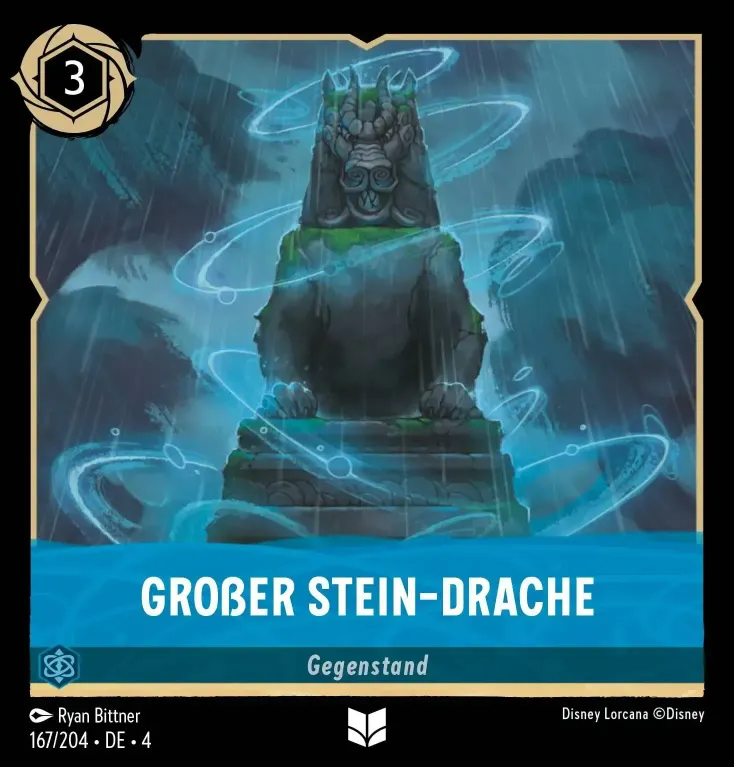 3
GROßER STEIN-DRACHE
Gegenstand
Ryan Bittner
Disney Lorcana ©Disney
167/204 • DE • 4